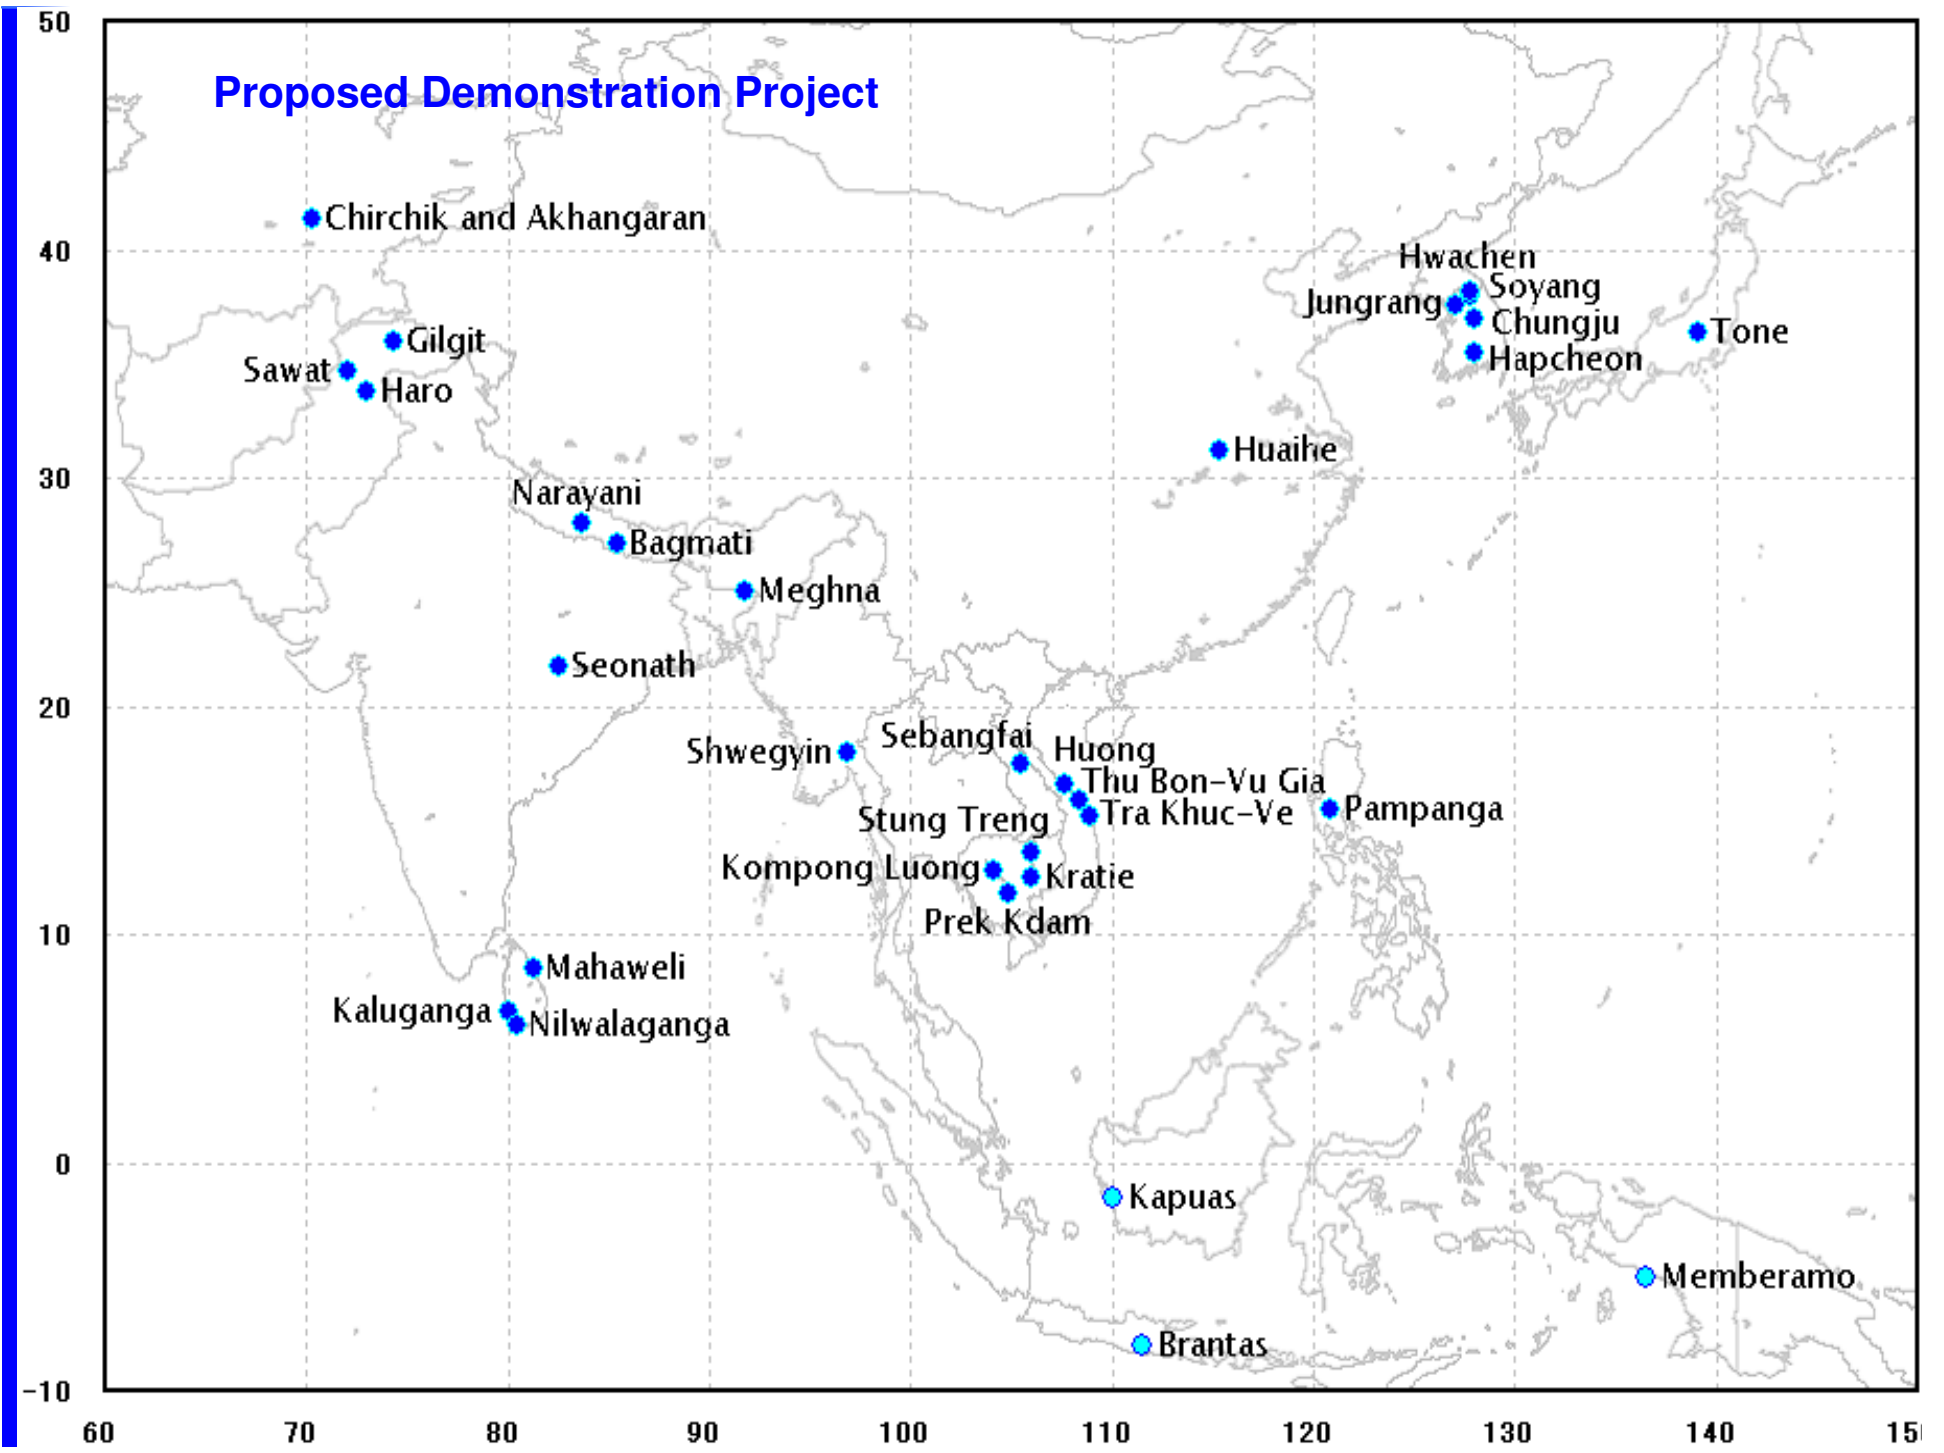 50
Proposed Demonstration Project
Chirchik and Akhangaran
40
Hwachen
Soyang
Jungrang
Chungju
Tone
Gilgit
Hapcheon
Sawat
Haro
Huaihe
30
Narayani
Bagmati
Meghna
Seonath
20
Sebangfai
Huong
Shwegyin
Thu Bon-Vu Gia
Pampanga
Tra Khuc-Ve
Stung Treng
Kompong Luong
Kratie
Prek Kdam
10
Mahaweli
Kaluganga
Nilwalaganga
0
Kapuas
Memberamo
Brantas
-10
60 70 80 90 100 110 120 130 140